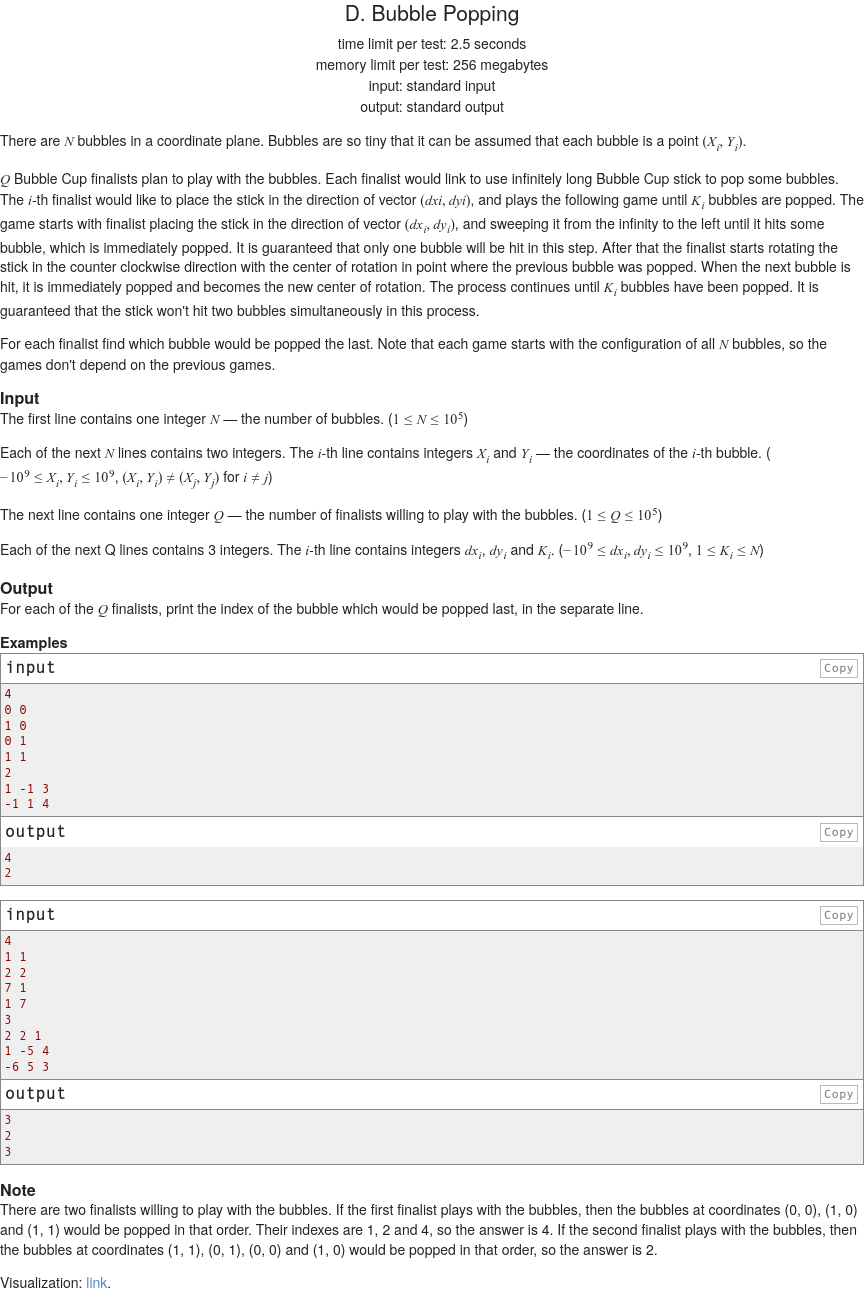 D. Bubble Popping
time limit per test: 2.5 seconds
memory limit per test: 256 megabytes
input: standard input
output: standard output
There are N bubbles in a coordinate plane. Bubbles are so tiny that it can be assumed that each bubble is a point (X_i, Y_i).
Q Bubble Cup finalists plan to play with the bubbles. Each finalist would link to use infinitely long Bubble Cup stick to pop some bubbles.
The i-th finalist would like to place the stick in the direction of vector (dxi, dyi), and plays the following game until K_i bubbles are popped. The
game starts with finalist placing the stick in the direction of vector (dx_i, dy_i), and sweeping it from the infinity to the left until it hits some
bubble, which is immediately popped. It is guaranteed that only one bubble will be hit in this step. After that the finalist starts rotating the
stick in the counter clockwise direction with the center of rotation in point where the previous bubble was popped. When the next bubble is
hit, it is immediately popped and becomes the new center of rotation. The process continues until K_i bubbles have been popped. It is
guaranteed that the stick won't hit two bubbles simultaneously in this process.
For each finalist find which bubble would be popped the last. Note that each game starts with the configuration of all N bubbles, so the
games don't depend on the previous games.
Input
The first line contains one integer N — the number of bubbles. (1 ≤ N ≤ 10^5)
Each of the next N lines contains two integers. The i-th line contains integers X_i and Y_i — the coordinates of the i-th bubble. (
−10^9 ≤ X_i, Y_i ≤ 10^9, (X_i, Y_i) ≠ (X_j, Y_j) for i ≠ j)
The next line contains one integer Q — the number of finalists willing to play with the bubbles. (1 ≤ Q ≤ 10^5)
Each of the next Q lines contains 3 integers. The i-th line contains integers dx_i, dy_i and K_i. (−10^9 ≤ dx_i, dy_i ≤ 10^9, 1 ≤ K_i ≤ N)
Output
For each of the Q finalists, print the index of the bubble which would be popped last, in the separate line.
Examples
input
Copy
4
0 0
1 0
0 1
1 1
2
1 -1 3
-1 1 4
output
Copy
4
2
input
Copy
4
1 1
2 2
7 1
1 7
3
2 2 1
1 -5 4
-6 5 3
output
Copy
3
2
3
Note
There are two finalists willing to play with the bubbles. If the first finalist plays with the bubbles, then the bubbles at coordinates (0, 0), (1, 0)
and (1, 1) would be popped in that order. Their indexes are 1, 2 and 4, so the answer is 4. If the second finalist plays with the bubbles, then
the bubbles at coordinates (1, 1), (0, 1), (0, 0) and (1, 0) would be popped in that order, so the answer is 2.
Visualization: link.